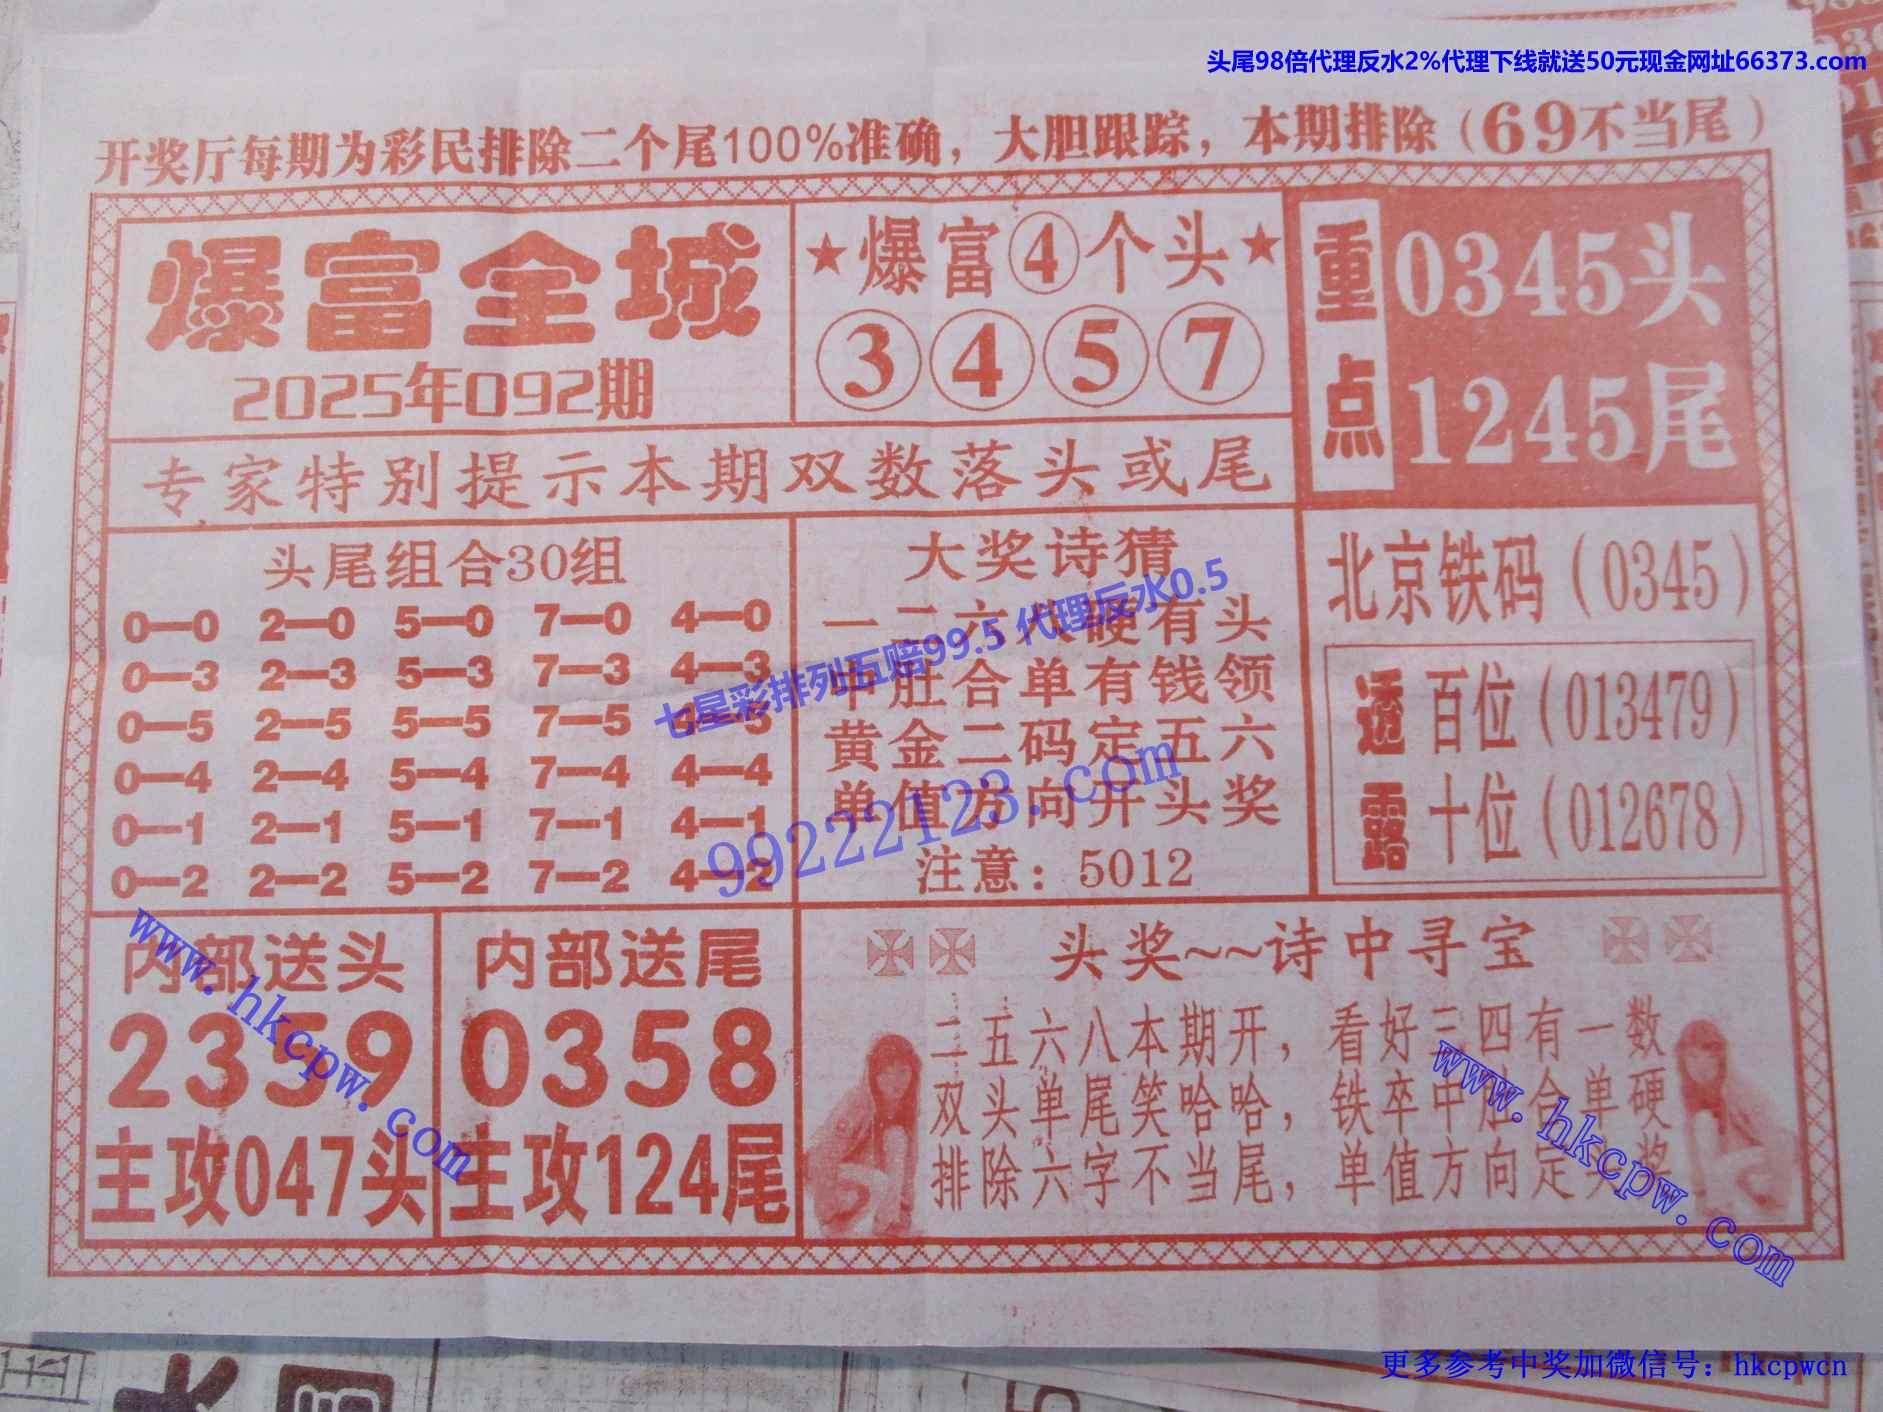 头尾98倍代理反水2%代理下线就送50元现金网址66373.com
开奖厅每期为彩民排除二个尾100%准确，大胆跟踪，本期排除（69不当尾）
爆富全城
2025年092期
★爆富④个头★
③④⑤⑦
重点
0345头
1245尾
专家特别提示本期双数落头或尾
头尾组合30组
0—0 2—0 5—0 7—0 4—0
0—3 2—3 5—3 7—3 4—3
0—5 2—5 5—5 7—5 4—5
0—4 2—4 5—4 7—4 4—4
0—1 2—1 5—1 7—1 4—1
0—2 2—2 5—2 7—2 4—2
大奖诗猜
一二六 硬有头
中肚合单有钱领
黄金二码定五六
单值方向开头奖
注意：5012
七星彩排列五赔99.5 代理反水0.5
99222123.com
北京铁码（0345）
透露
百位（013479）
十位（012678）
内部送头
2359
主攻047头
内部送尾
0358
主攻124尾
头奖~~诗中寻宝
二五六八本期开，看好三四有一数
双头单尾笑哈哈，铁卒中肚合单硬
排除六字不当尾，单值方向定头奖
www.hkcpw.com
www.hkcpw.com
更多参考中奖加微信号：hkcpwcn